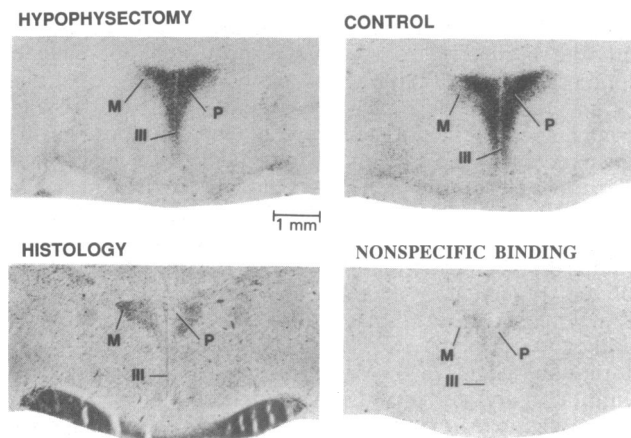 HYPOPHYSECTOMY
CONTROL
M
P
III
M
P
III
1 mm
HISTOLOGY
NONSPECIFIC BINDING
M
P
III
M
P
III